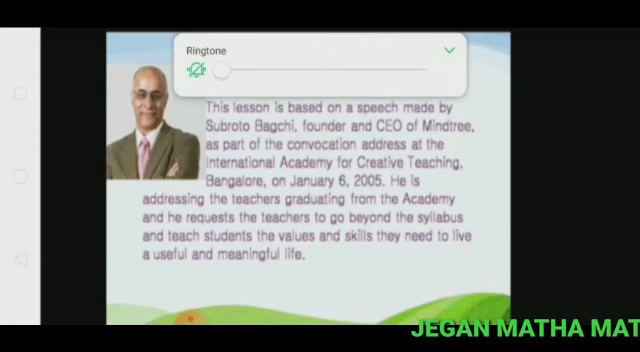 Ringtone
This lesson is based on a speech made by
Subroto Bagchi, founder and CEO of Mindtree,
as part of the convocation address at the
International Academy for Creative Teaching,
Bangalore, on January 6, 2005. He is
addressing the teachers graduating from the Academy
and he requests the teachers to go beyond the syllabus
and teach students the values and skills they need to live
a useful and meaningful life.
JEGAN MATHA MAT